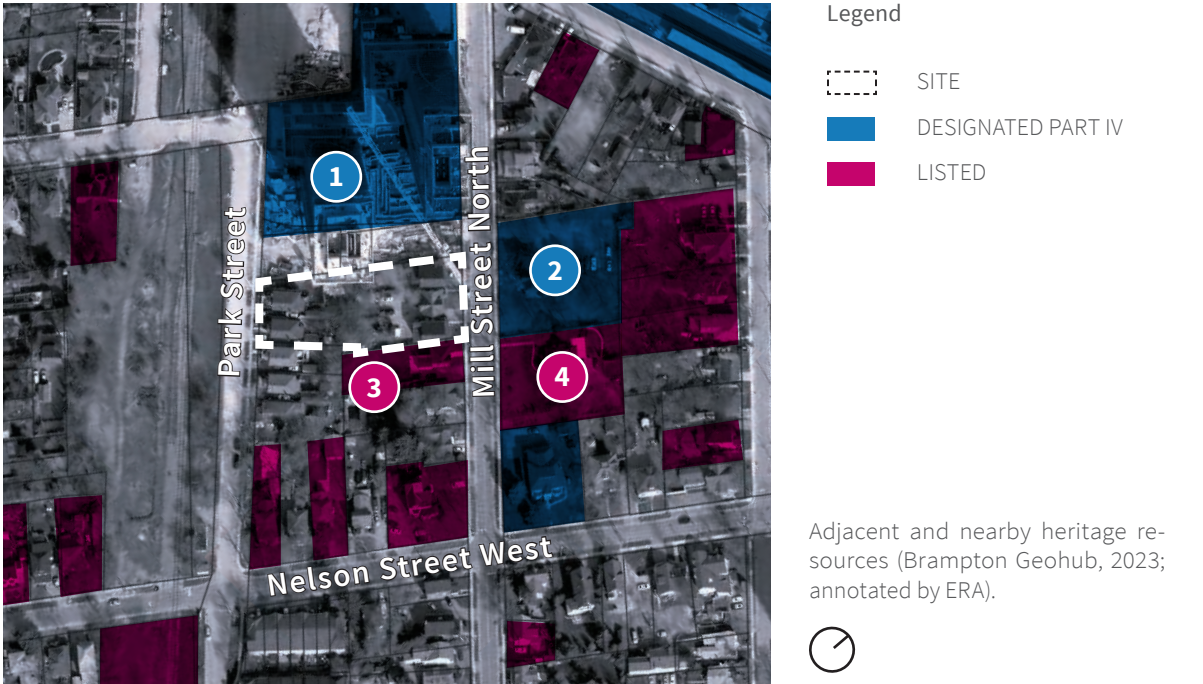 Legend
SITE
DESIGNATED PART IV
LISTED
1
2
3
4
Park Street
Mill Street North
Nelson Street West
Adjacent and nearby heritage re-
sources (Brampton Geohub, 2023;
annotated by ERA).